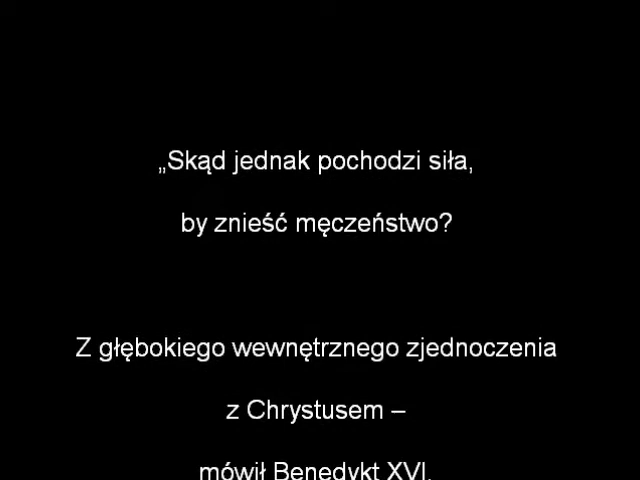 „Skąd jednak pochodzi siła,
by znieść męczeństwo?
Z głębokiego wewnętrznego zjednoczenia
z Chrystusem –
mówił Benedykt XVI.